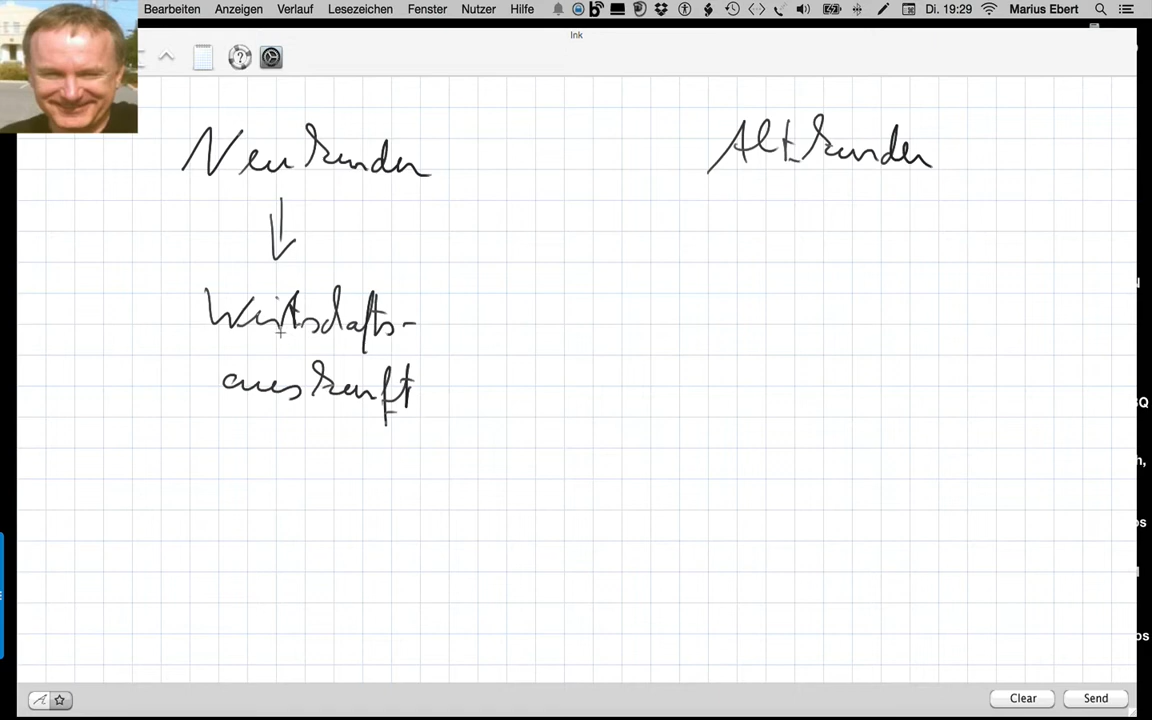 Bearbeiten Anzeigen Verlauf Lesezeichen Fenster Nutzer Hilfe Di. 19:29 Marius Ebert
Ink
Neukunden Altkunden
Wirtschafts-
auskunft
Clear Send